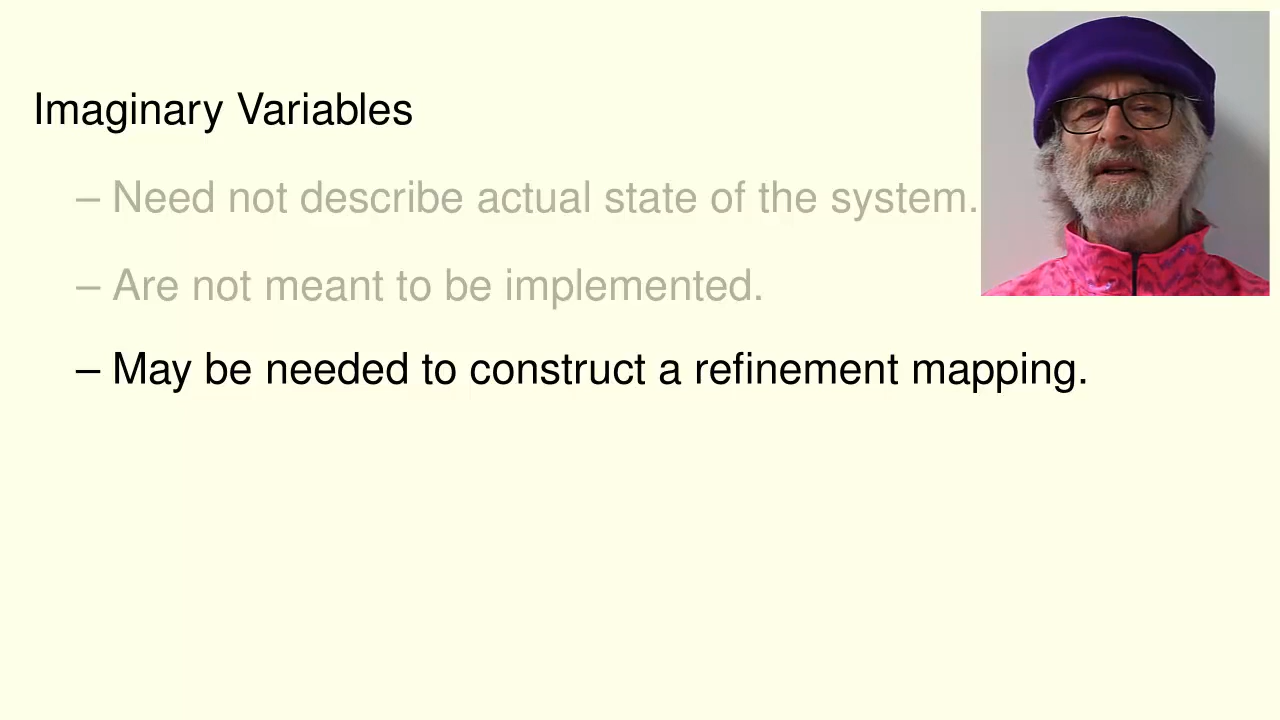 Imaginary Variables
– Need not describe actual state of the system.
– Are not meant to be implemented.
– May be needed to construct a refinement mapping.